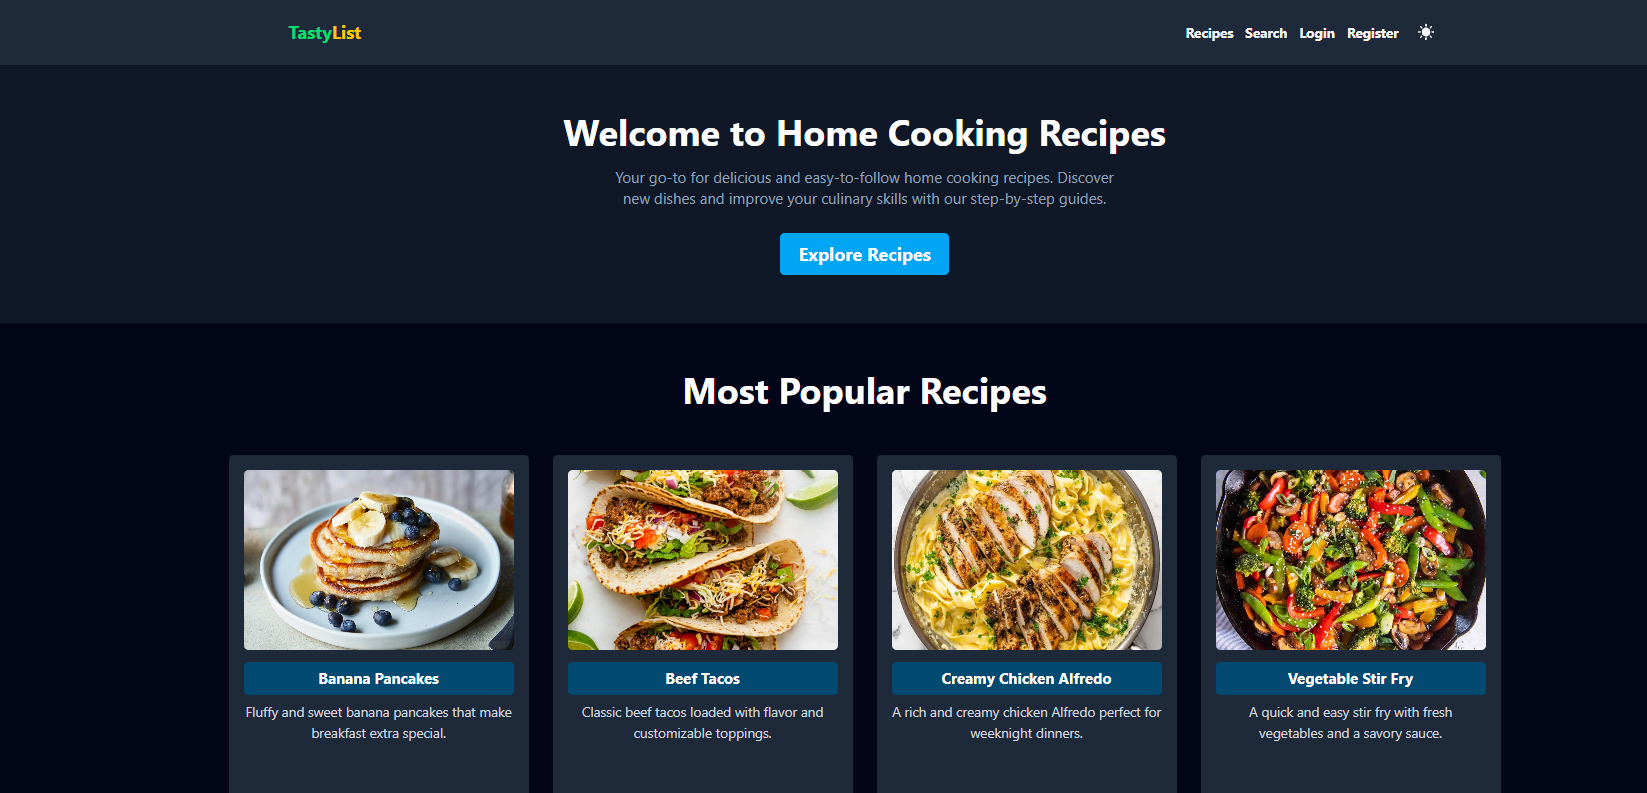 TastyList
Recipes Search Login Register
Welcome to Home Cooking Recipes
Your go-to for delicious and easy-to-follow home cooking recipes. Discover
new dishes and improve your culinary skills with our step-by-step guides.
Explore Recipes
Most Popular Recipes
Banana Pancakes
Fluffy and sweet banana pancakes that make
breakfast extra special.
Beef Tacos
Classic beef tacos loaded with flavor and
customizable toppings.
Creamy Chicken Alfredo
A rich and creamy chicken Alfredo perfect for
weeknight dinners.
Vegetable Stir Fry
A quick and easy stir fry with fresh
vegetables and a savory sauce.